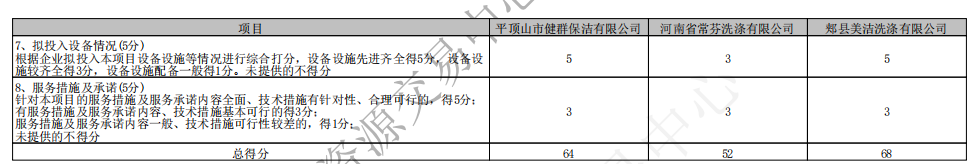 项目 平顶山市健群保洁有限公司 河南省常芬洗涤有限公司 郏县美洁洗涤有限公司
7、拟投入设备情况(5分)
根据企业拟投入本项目设备设施等情况进行综合打分，设备设施先进齐全得5分，设备设
施较齐全得3分，设备设施配备一般得1分。未提供的不得分
5 3 5
8、服务措施及承诺(5分)
针对本项目的服务措施及服务承诺内容全面、技术措施有针对性、合理可行的，得5分；
有服务措施及服务承诺内容、技术措施基本可行的得3分；
服务措施及服务承诺内容一般、技术措施可行性较差的，得1分；
未提供的不得分
3 3 3
总得分 64 52 68
资源交易中心
易中心